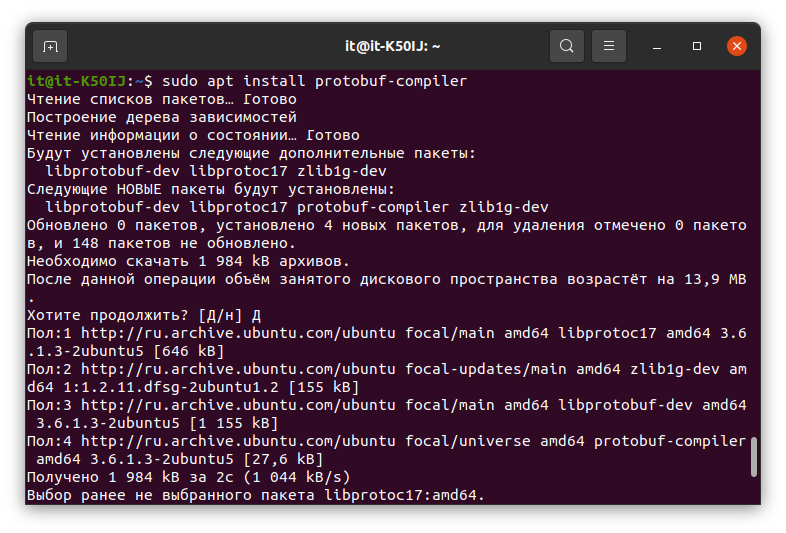 it@it-K50IJ: ~
it@it-K50IJ:~$ sudo apt install protobuf-compiler
Чтение списков пакетов… Готово
Построение дерева зависимостей
Чтение информации о состоянии… Готово
Будут установлены следующие дополнительные пакеты:
  libprotobuf-dev libprotoc17 zlib1g-dev
Следующие НОВЫЕ пакеты будут установлены:
  libprotobuf-dev libprotoc17 protobuf-compiler zlib1g-dev
Обновлено 0 пакетов, установлено 4 новых пакетов, для удаления отмечено 0 пакето
в, и 148 пакетов не обновлено.
Необходимо скачать 1 984 kB архивов.
После данной операции объём занятого дискового пространства возрастёт на 13,9 MB
.
Хотите продолжить? [Д/н] Д
Пол:1 http://ru.archive.ubuntu.com/ubuntu focal/main amd64 libprotoc17 amd64 3.6
.1.3-2ubuntu5 [646 kB]
Пол:2 http://ru.archive.ubuntu.com/ubuntu focal-updates/main amd64 zlib1g-dev am
d64 1:1.2.11.dfsg-2ubuntu1.2 [155 kB]
Пол:3 http://ru.archive.ubuntu.com/ubuntu focal/main amd64 libprotobuf-dev amd64
 3.6.1.3-2ubuntu5 [1 155 kB]
Пол:4 http://ru.archive.ubuntu.com/ubuntu focal/universe amd64 protobuf-compiler
 amd64 3.6.1.3-2ubuntu5 [27,6 kB]
Получено 1 984 kB за 2с (1 044 kB/s)
Выбор ранее не выбранного пакета libprotoc17:amd64.